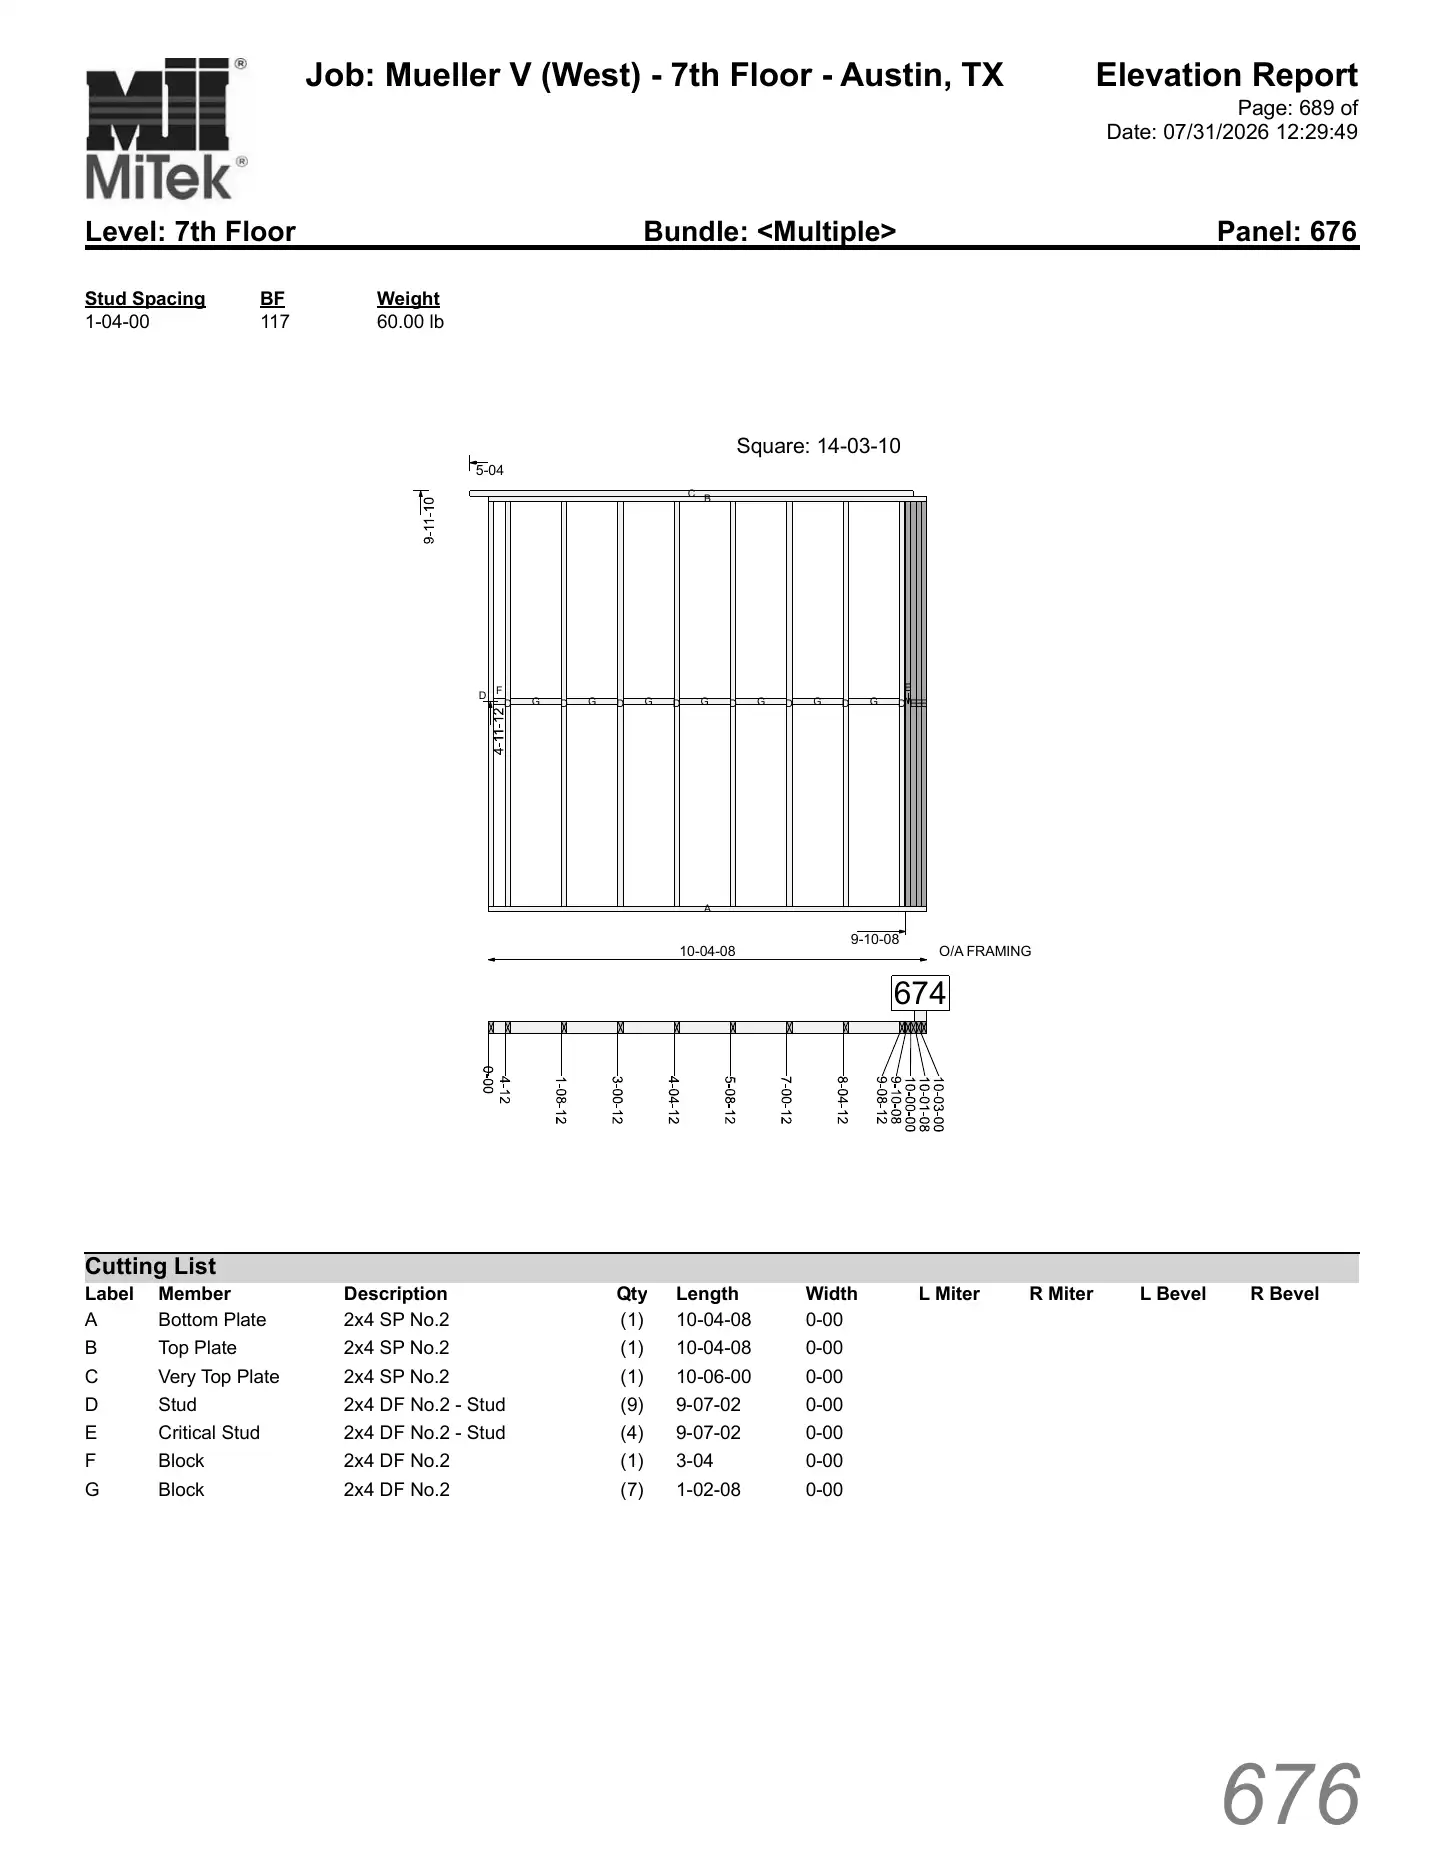 MiTek®
Job: Mueller V (West) - 7th Floor - Austin, TX
Elevation Report
Page: 689 of
Date: 07/31/2026 12:29:49
Level: 7th Floor Bundle: <Multiple> Panel: 676
Stud Spacing BF Weight
1-04-00 117 60.00 lb
Square: 14-03-10
5-04
C
B
9-11-10
D F E
G G G G G G G
D D D D D D D D
4-11-12
A
9-10-08
10-04-08 O/A FRAMING
674
0-00 4-12 1-08-12 3-00-12 4-04-12 5-08-12 7-00-12 8-04-12 9-08-12 9-10-08 10-00-00 10-01-08 10-03-00
Cutting List
Label Member Description Qty Length Width L Miter R Miter L Bevel R Bevel
A Bottom Plate 2x4 SP No.2 (1) 10-04-08 0-00
B Top Plate 2x4 SP No.2 (1) 10-04-08 0-00
C Very Top Plate 2x4 SP No.2 (1) 10-06-00 0-00
D Stud 2x4 DF No.2 - Stud (9) 9-07-02 0-00
E Critical Stud 2x4 DF No.2 - Stud (4) 9-07-02 0-00
F Block 2x4 DF No.2 (1) 3-04 0-00
G Block 2x4 DF No.2 (7) 1-02-08 0-00
676